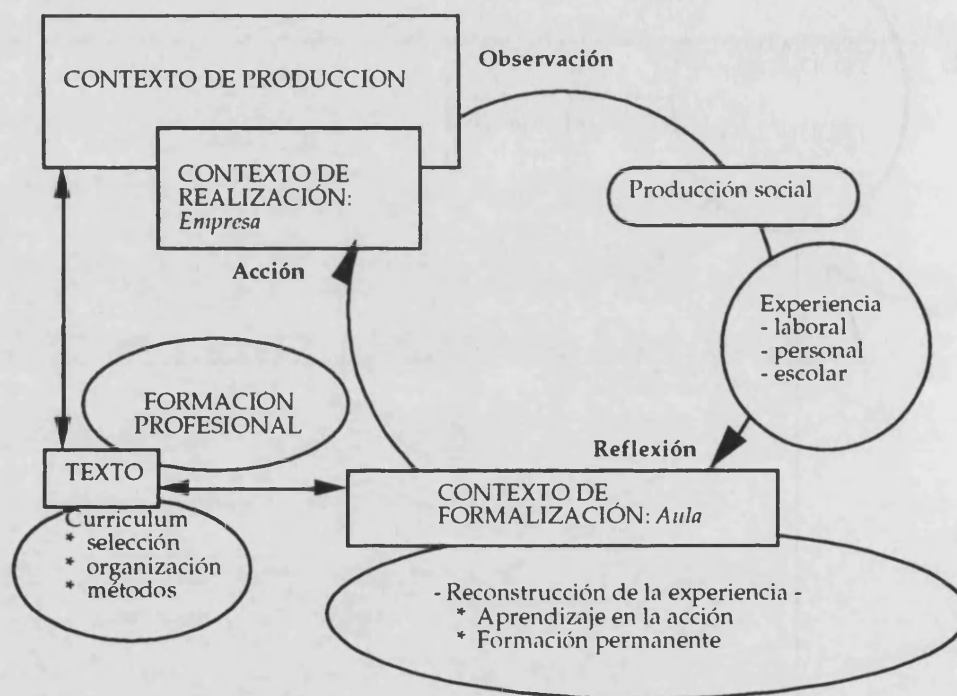 CONTEXTO DE PRODUCCION
Observación
CONTEXTO DE
REALIZACIÓN:
Empresa
Producción social
Acción
Experiencia
- laboral
- personal
- escolar
FORMACION
PROFESIONAL
Reflexión
TEXTO
CONTEXTO DE
FORMALIZACIÓN: Aula
Curriculum
* selección
* organización
* métodos
- Reconstrucción de la experiencia -
* Aprendizaje en la acción
* Formación permanente